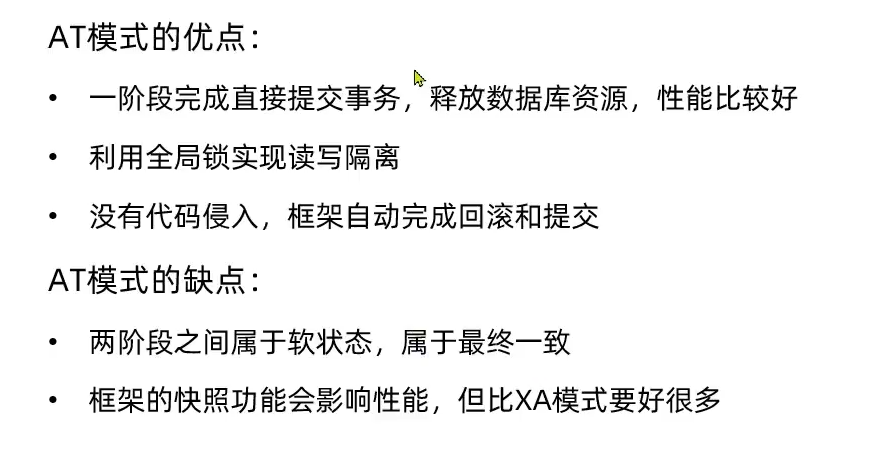 AT模式的优点：
• 一阶段完成直接提交事务，释放数据库资源，性能比较好
• 利用全局锁实现读写隔离
• 没有代码侵入，框架自动完成回滚和提交
AT模式的缺点：
• 两阶段之间属于软状态，属于最终一致
• 框架的快照功能会影响性能，但比XA模式要好很多